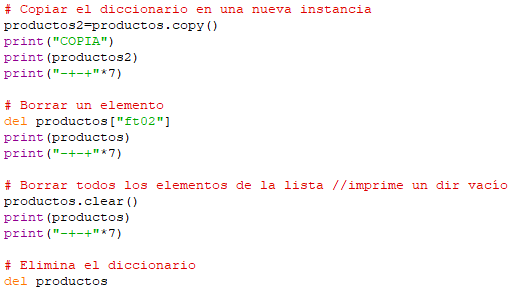 # Copiar el diccionario en una nueva instancia
productos2=productos.copy()
print("COPIA")
print(productos2)
print("-+-+"*7)
# Borrar un elemento
del productos["ft02"]
print(productos)
print("-+-+"*7)
# Borrar todos los elementos de la lista //imprime un dir vacío
productos.clear()
print(productos)
print("-+-+"*7)
# Elimina el diccionario
del productos